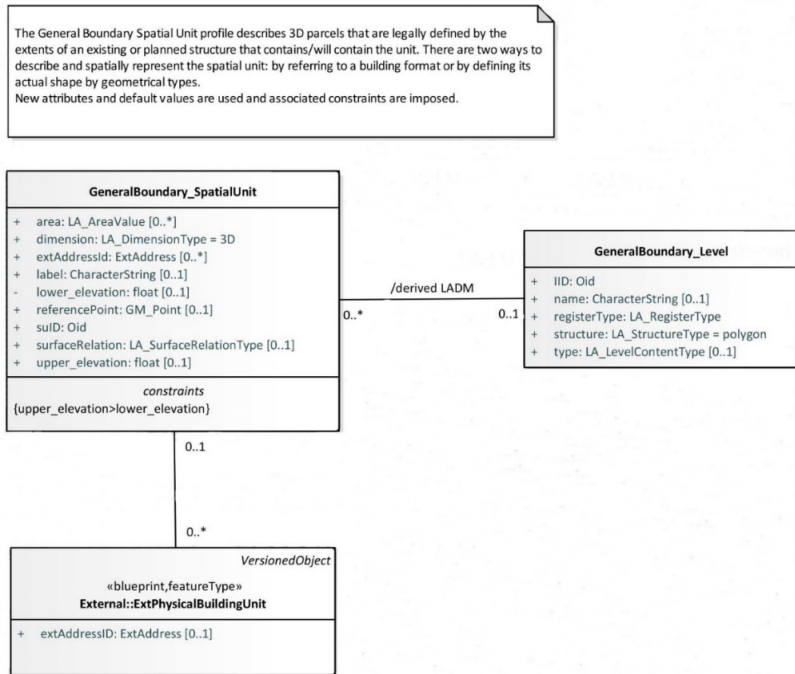 The General Boundary Spatial Unit profile describes 3D parcels that are legally defined by the
extents of an existing or planned structure that contains/will contain the unit. There are two ways to
describe and spatially represent the spatial unit: by referring to a building format or by defining its
actual shape by geometrical types.
New attributes and default values are used and associated constraints are imposed.
GeneralBoundary_SpatialUnit
+ area: LA_AreaValue [0..*]
+ dimension: LA_DimensionType = 3D
+ extAddressId: ExtAddress [0..*]
+ label: CharacterString [0..1]
- lower_elevation: float [0..1]
+ referencePoint: GM_Point [0..1]
+ suID: Oid
+ surfaceRelation: LA_SurfaceRelationType [0..1]
+ upper_elevation: float [0..1]
constraints
{upper_elevation>lower_elevation}
/derived LADM
0..*
0..1
GeneralBoundary_Level
+ IID: Oid
+ name: CharacterString [0..1]
+ registerType: LA_RegisterType
+ structure: LA_StructureType = polygon
+ type: LA_LevelContentType [0..1]
0..1
0..*
VersionedObject
«blueprint,featureType»
External::ExtPhysicalBuildingUnit
+ extAddressID: ExtAddress [0..1]